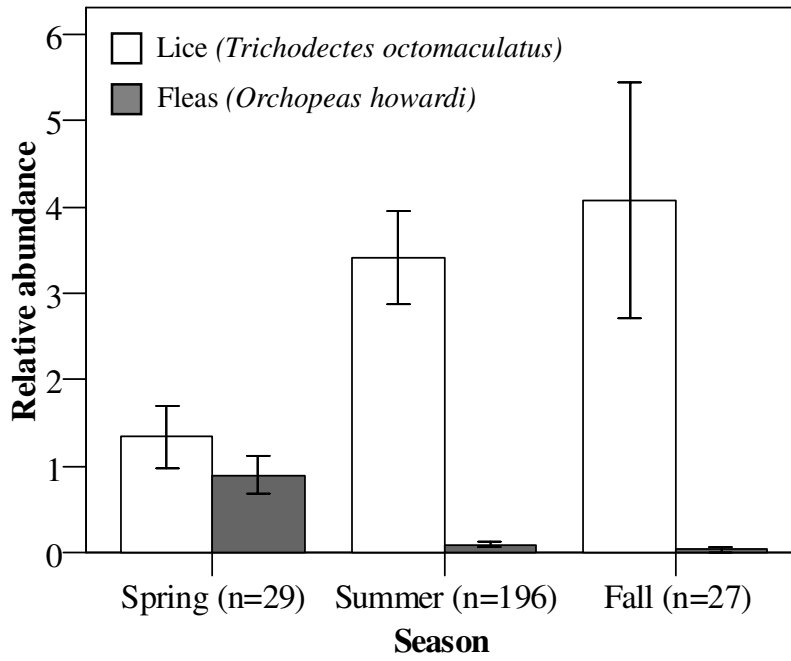 6
5
4
3
2
1
0
Relative abundance
Lice (Trichodectes octomaculatus)
Fleas (Orchopeas howardi)
Spring (n=29) Summer (n=196) Fall (n=27)
Season